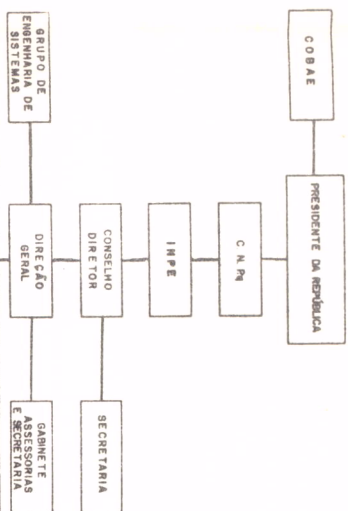 COBAE
PRESIDENTE DA REPÚBLICA
C. N. Pq
INPE
CONSELHO
DIRETOR
SECRETARIA
GRUPO DE
ENGENHARIA DE
SISTEMAS
DIREÇÃO
GERAL
GABINETE
ASSESSORIAS
E SECRETARIA